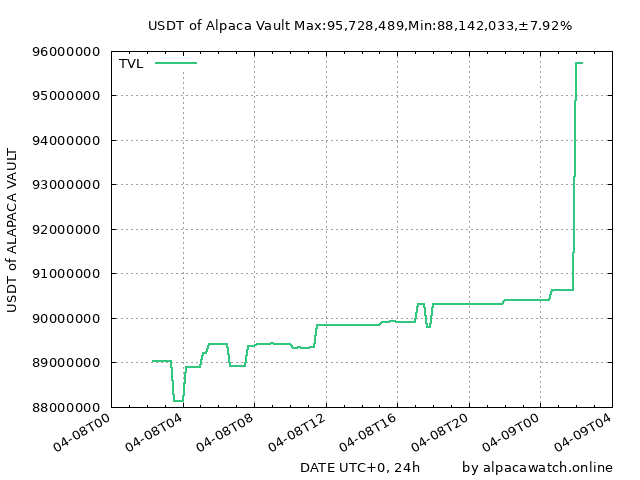 USDT of Alpaca Vault Max:95,728,489,Min:88,142,033,±7.92%
TVL
96000000
95000000
94000000
93000000
92000000
91000000
90000000
89000000
88000000
USDT of ALAPACA VAULT
04-08T00
04-08T04
04-08T08
04-08T12
04-08T16
04-08T20
04-09T00
04-09T04
DATE UTC+0, 24h
by alpacawatch.online